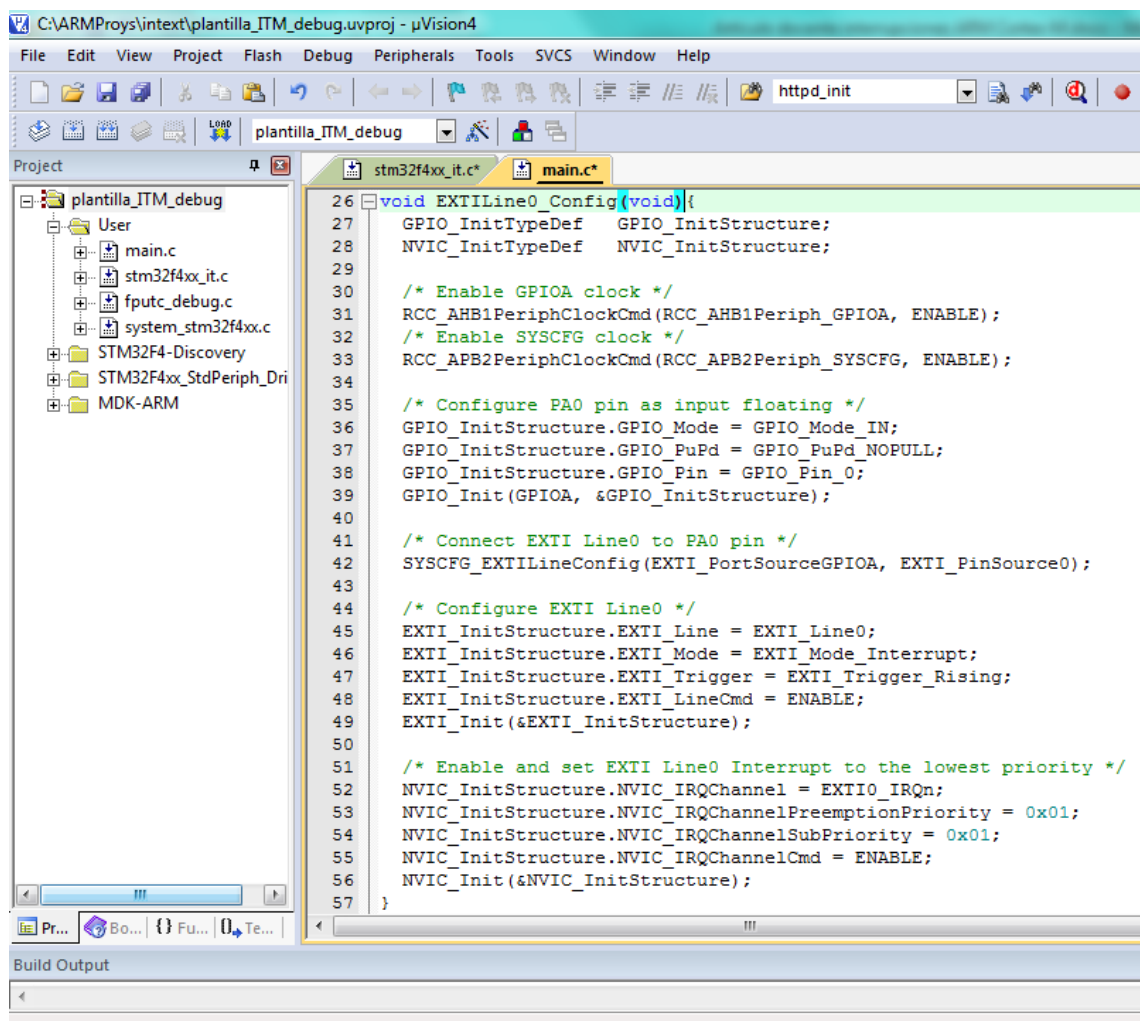 C:\ARMProys\intext\plantilla_ITM_debug.uvproj - µVision4
File Edit View Project Flash Debug Peripherals Tools SVCS Window Help
httpd_init
LOAD
plantilla_ITM_debug
Project
stm32f4xx_it.c* main.c*
plantilla_ITM_debug
User
main.c
stm32f4xx_it.c
fputc_debug.c
system_stm32f4xx.c
STM32F4-Discovery
STM32F4xx_StdPeriph_Dri
MDK-ARM
26 void EXTILine0_Config(void){
27   GPIO_InitTypeDef   GPIO_InitStructure;
28   NVIC_InitTypeDef   NVIC_InitStructure;
29
30   /* Enable GPIOA clock */
31   RCC_AHB1PeriphClockCmd(RCC_AHB1Periph_GPIOA, ENABLE);
32   /* Enable SYSCFG clock */
33   RCC_APB2PeriphClockCmd(RCC_APB2Periph_SYSCFG, ENABLE);
34
35   /* Configure PA0 pin as input floating */
36   GPIO_InitStructure.GPIO_Mode = GPIO_Mode_IN;
37   GPIO_InitStructure.GPIO_PuPd = GPIO_PuPd_NOPULL;
38   GPIO_InitStructure.GPIO_Pin = GPIO_Pin_0;
39   GPIO_Init(GPIOA, &GPIO_InitStructure);
40
41   /* Connect EXTI Line0 to PA0 pin */
42   SYSCFG_EXTILineConfig(EXTI_PortSourceGPIOA, EXTI_PinSource0);
43
44   /* Configure EXTI Line0 */
45   EXTI_InitStructure.EXTI_Line = EXTI_Line0;
46   EXTI_InitStructure.EXTI_Mode = EXTI_Mode_Interrupt;
47   EXTI_InitStructure.EXTI_Trigger = EXTI_Trigger_Rising;
48   EXTI_InitStructure.EXTI_LineCmd = ENABLE;
49   EXTI_Init(&EXTI_InitStructure);
50
51   /* Enable and set EXTI Line0 Interrupt to the lowest priority */
52   NVIC_InitStructure.NVIC_IRQChannel = EXTI0_IRQn;
53   NVIC_InitStructure.NVIC_IRQChannelPreemptionPriority = 0x01;
54   NVIC_InitStructure.NVIC_IRQChannelSubPriority = 0x01;
55   NVIC_InitStructure.NVIC_IRQChannelCmd = ENABLE;
56   NVIC_Init(&NVIC_InitStructure);
57 }
Pr... Bo... {} Fu... 0 Te...
Build Output